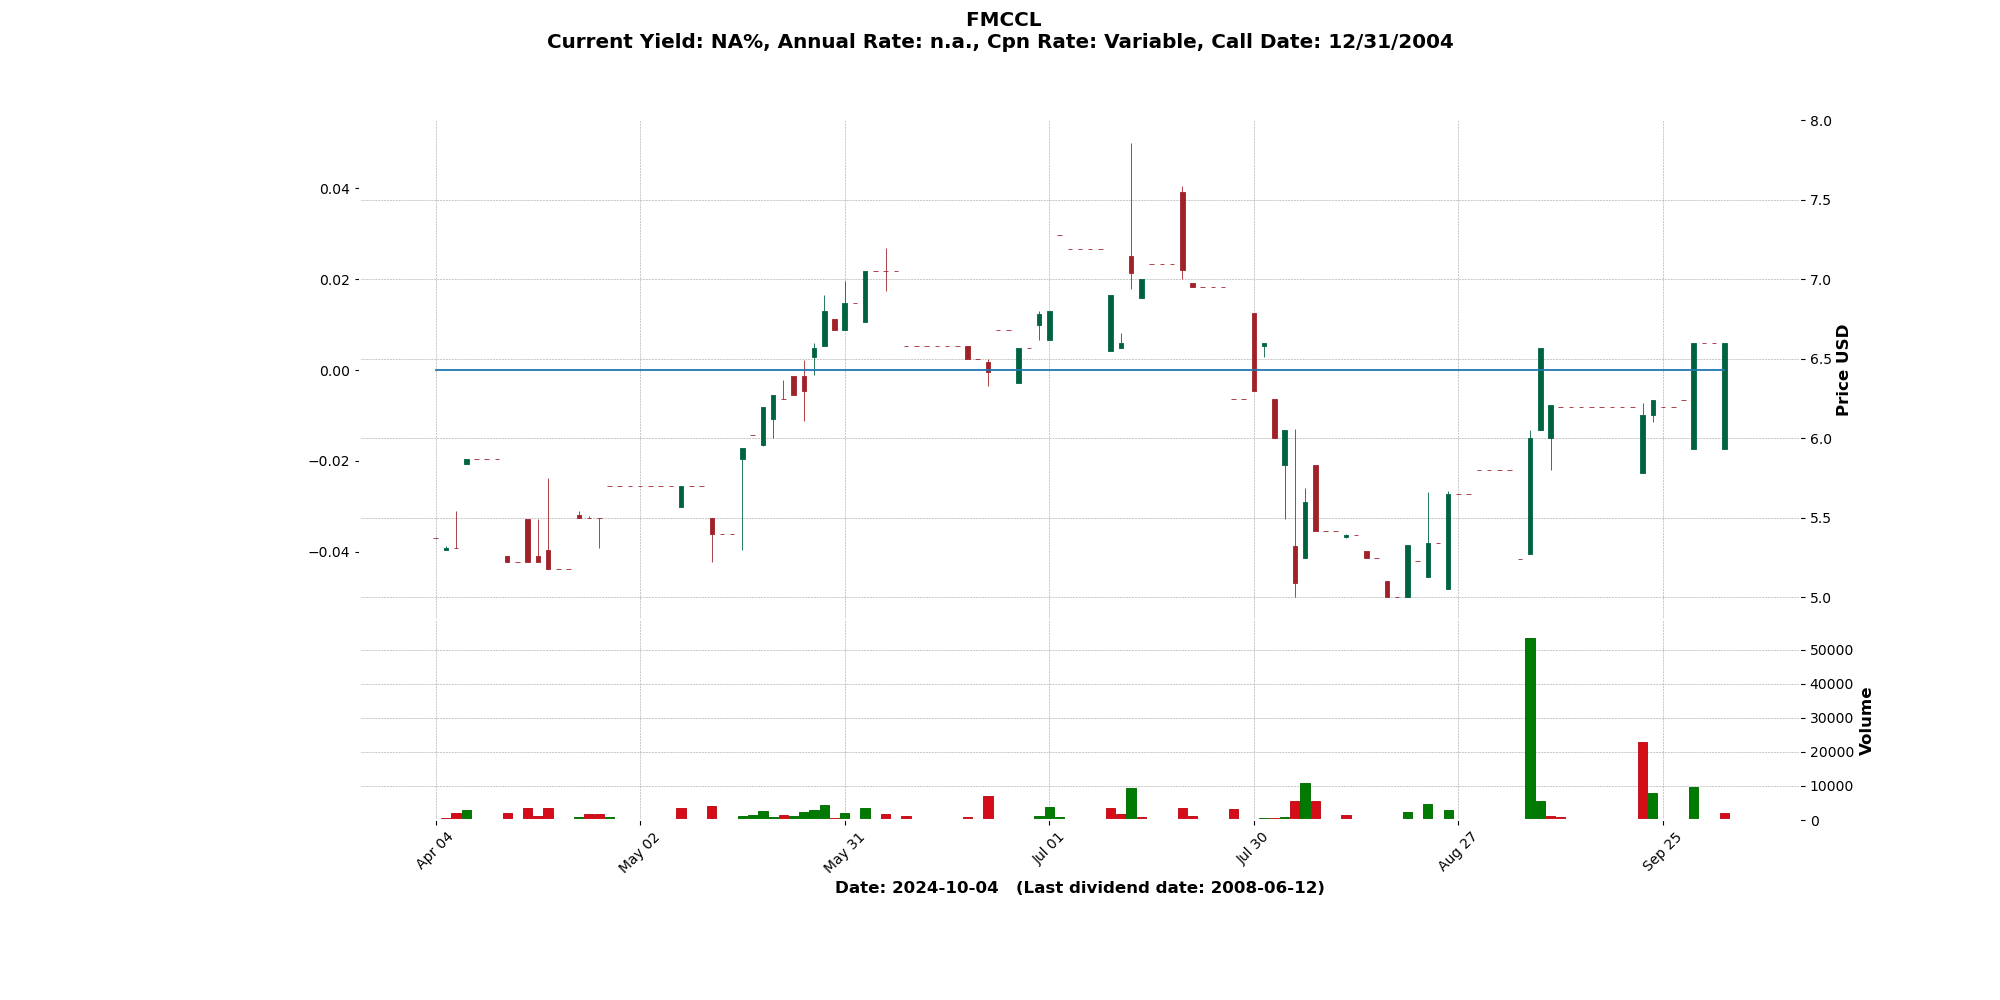 FMCCL
Current Yield: NA%, Annual Rate: n.a., Cpn Rate: Variable, Call Date: 12/31/2004
0.04
0.02
0.00
−0.02
−0.04
8.0
7.5
7.0
6.5
6.0
5.5
5.0
Price USD
50000
40000
30000
20000
10000
0
Volume
Apr 04
May 02
May 31
Jul 01
Jul 30
Aug 27
Sep 25
Date: 2024-10-04   (Last dividend date: 2008-06-12)